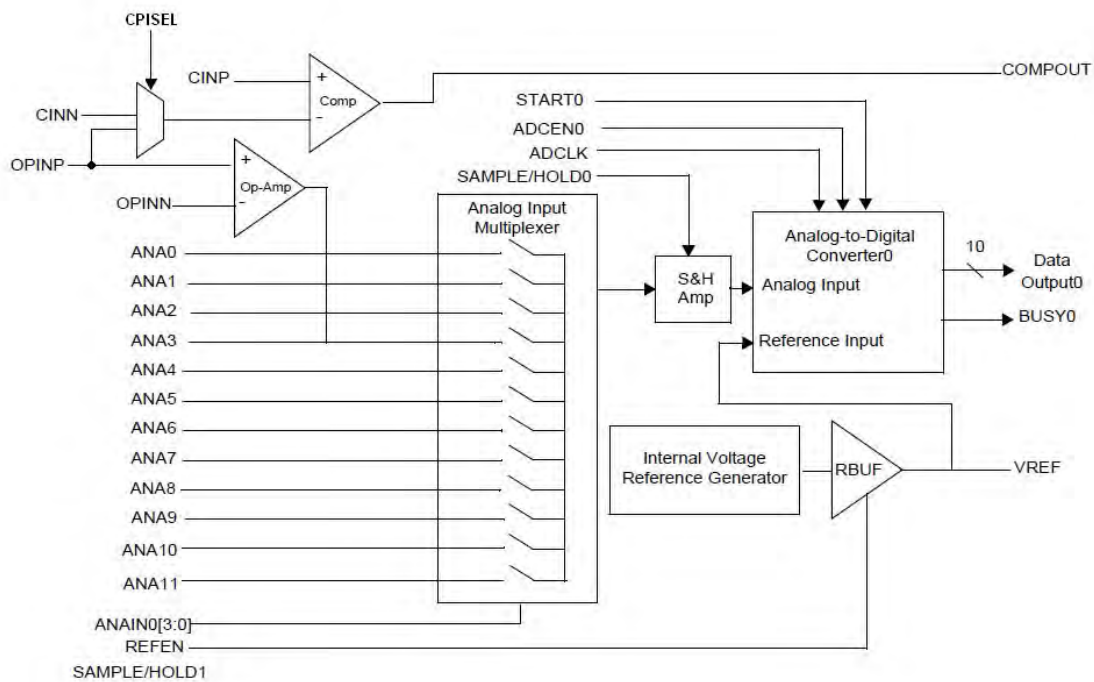 CPISEL
CINP
+
Comp
-
COMPOUT
CINN
START0
ADCEN0
OPINP
+
Op-Amp
-
ADCLK
SAMPLE/HOLD0
OPINN
Analog Input
Multiplexer
Analog-to-Digital
Converter0
10
Data
Output0
ANA0
ANA1
S&H
Amp
Analog Input
ANA2
BUSY0
ANA3
Reference Input
ANA4
ANA5
ANA6
ANA7
Internal Voltage
Reference Generator
RBUF
VREF
ANA8
ANA9
ANA10
ANA11
ANAIN0[3:0]
REFEN
SAMPLE/HOLD1